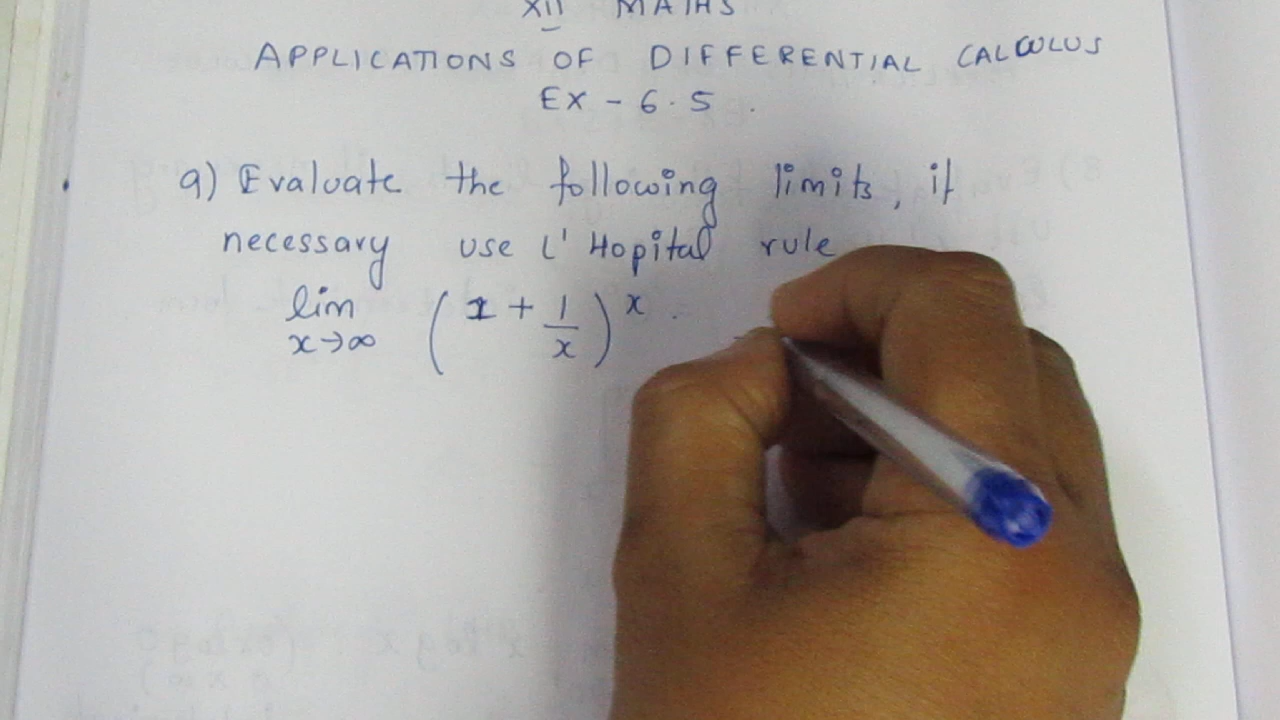 XII MATHS
APPLICATIONS OF DIFFERENTIAL CALCULUS
EX - 6.5 .
9) Evaluate the following limits, if
necessary use L' Hopital rule
lim x→∞ (1 + 1/x)^x .